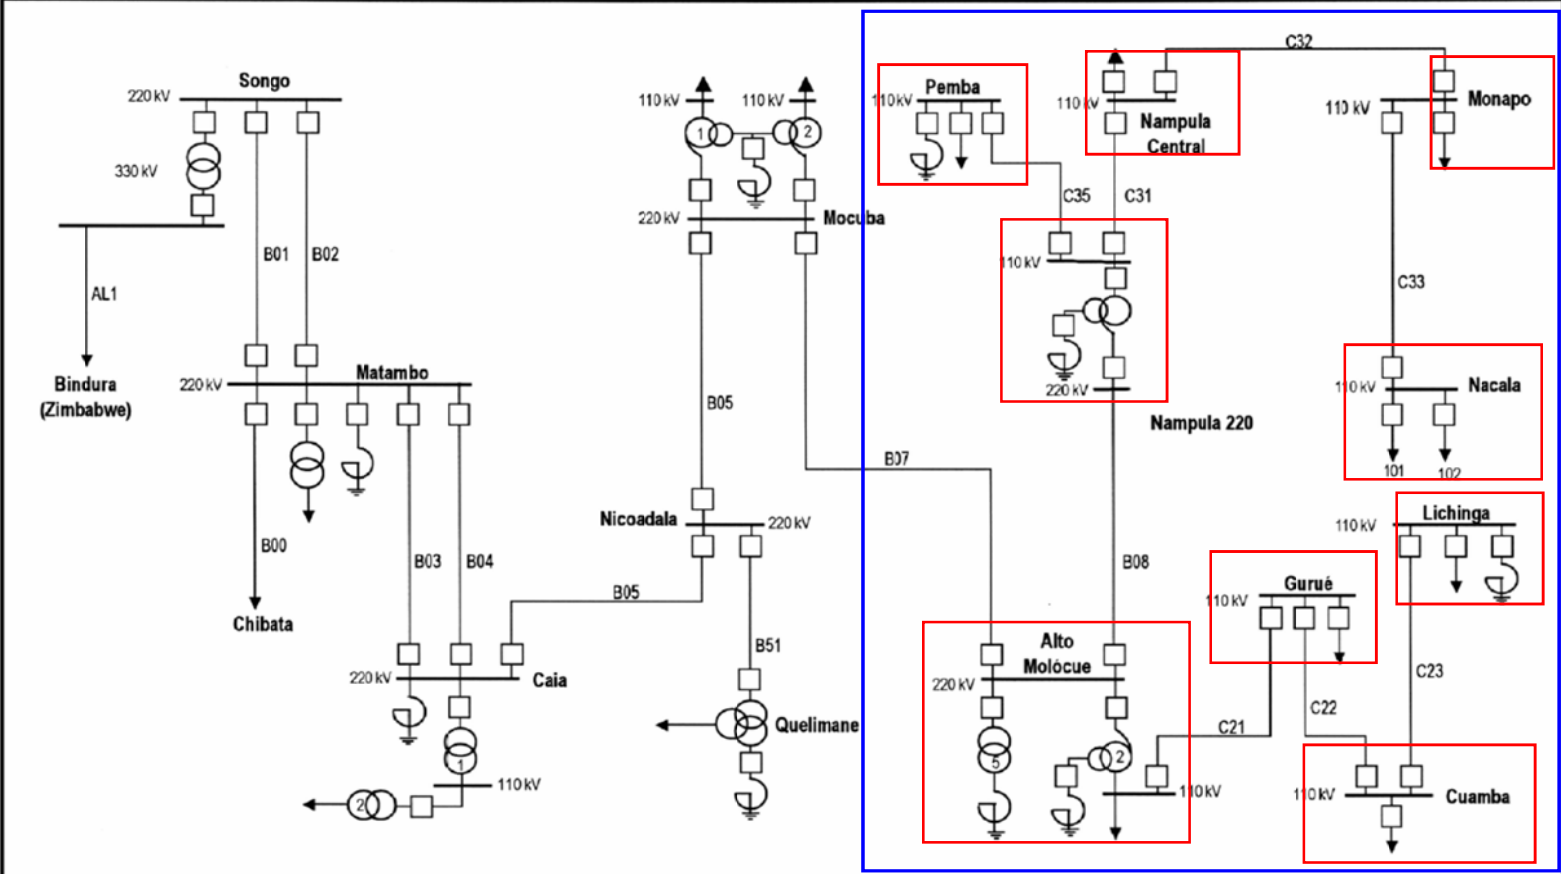 Songo
220 kV
330 kV
B01
B02
AL1
Bindura
(Zimbabwe)
Matambo
220 kV
B00
Chibata
B03
B04
220 kV
Caia
1
110 kV
2
110 kV
110 kV
1
2
220 kV
Mocuba
B05
B07
Nicoadala
220 kV
B05
B51
Quelimane
Pemba
110 kV
C35
Nampula
Central
110 kV
C31
C32
Monapo
110 kV
C33
110 kV
220 kV
Nampula 220
Nacala
110 kV
101
102
B08
Lichinga
110 kV
Gurué
110 kV
C23
C22
C21
Alto
Molócue
220 kV
5
2
110 kV
110 kV
Cuamba